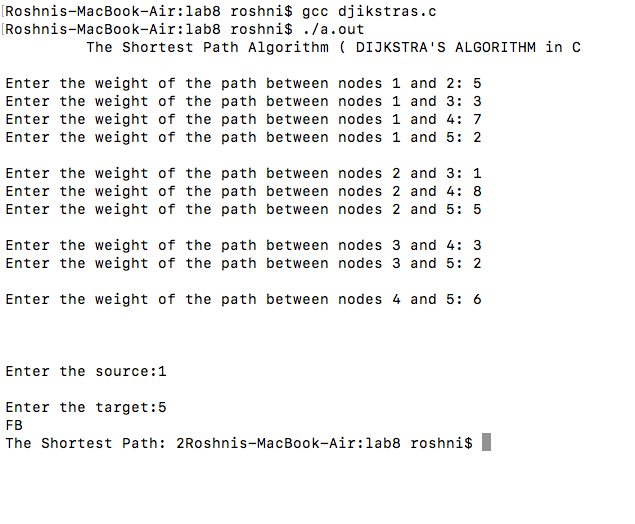 [Roshnis-MacBook-Air:lab8 roshni$ gcc djikstras.c
[Roshnis-MacBook-Air:lab8 roshni$ ./a.out
The Shortest Path Algorithm ( DIJKSTRA'S ALGORITHM in C
Enter the weight of the path between nodes 1 and 2: 5
Enter the weight of the path between nodes 1 and 3: 3
Enter the weight of the path between nodes 1 and 4: 7
Enter the weight of the path between nodes 1 and 5: 2
Enter the weight of the path between nodes 2 and 3: 1
Enter the weight of the path between nodes 2 and 4: 8
Enter the weight of the path between nodes 2 and 5: 5
Enter the weight of the path between nodes 3 and 4: 3
Enter the weight of the path between nodes 3 and 5: 2
Enter the weight of the path between nodes 4 and 5: 6
Enter the source:1
Enter the target:5
FB
The Shortest Path: 2Roshnis-MacBook-Air:lab8 roshni$